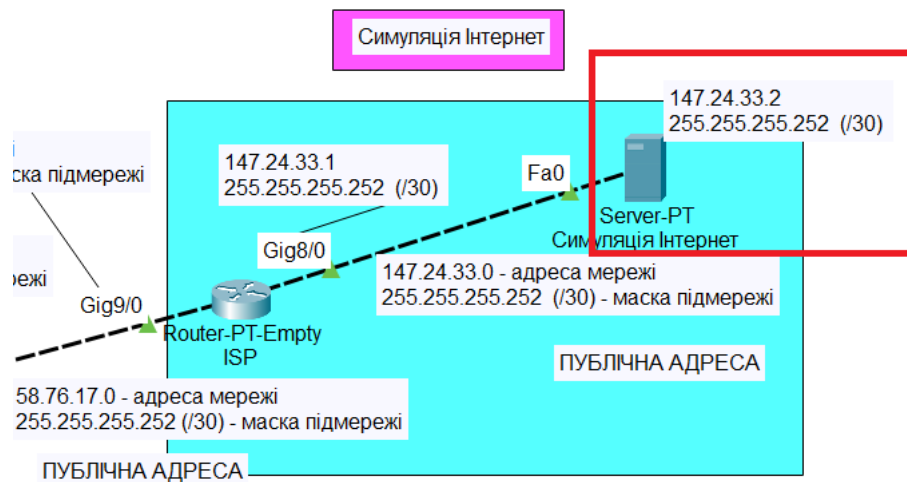 Симуляція Інтернет
147.24.33.2
255.255.255.252 (/30)
маска підмережі
147.24.33.1
255.255.255.252 (/30)
Fa0
Server-PT
Симуляція Інтернет
Gig8/0
147.24.33.0 - адреса мережі
255.255.255.252 (/30) - маска підмережі
Gig9/0
Router-PT-Empty
ISP
ПУБЛІЧНА АДРЕСА
58.76.17.0 - адреса мережі
255.255.255.252 (/30) - маска підмережі
ПУБЛІЧНА АДРЕСА